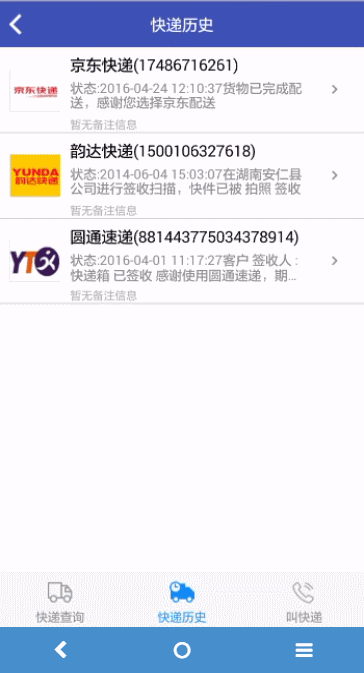 快递历史
京东快递(17486716261)
京东快递
状态:2016-04-24 12:10:37货物已完成配
送，感谢您选择京东配送
暂无备注信息
韵达快递(1500106327618)
YUNDA
韵达快递
状态:2014-06-04 15:03:07在湖南安仁县
公司进行签收扫描，快件已被 拍照 签收
暂无备注信息
圆通速递(881443775034378914)
YTO
状态:2016-04-01 11:17:27客户 签收人 :
快递箱 已签收 感谢使用圆通速递，期...
暂无备注信息
快递查询
快递历史
叫快递